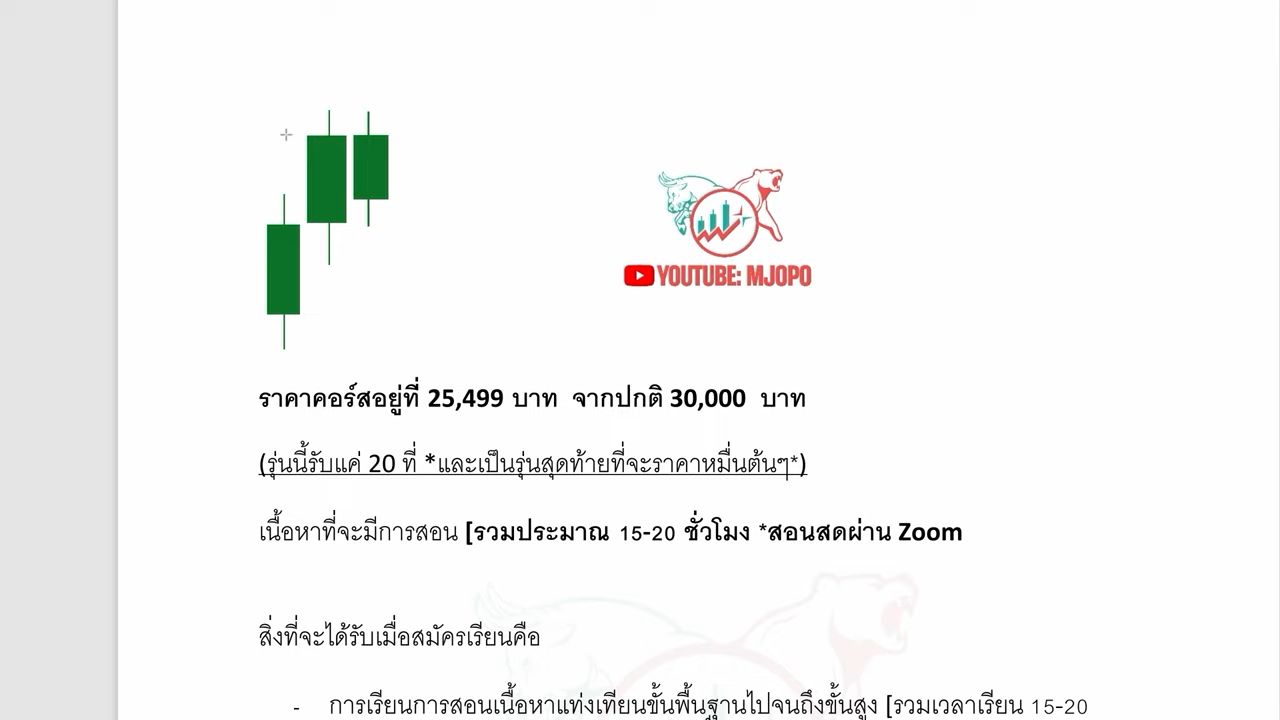 YOUTUBE: MJOPO
ราคาคอร์สอยู่ที่ 25,499 บาท  จากปกติ 30,000  บาท
(รุ่นนี้รับแค่ 20 ที่ *และเป็นรุ่นสุดท้ายที่จะราคาหมื่นต้นๆ*)
เนื้อหาที่จะมีการสอน [รวมประมาณ 15-20 ชั่วโมง *สอนสดผ่าน Zoom
สิ่งที่จะได้รับเมื่อสมัครเรียนคือ
- การเรียนการสอนเนื้อหาแท่งเทียนขั้นพื้นฐานไปจนถึงขั้นสูง [รวมเวลาเรียน 15-20